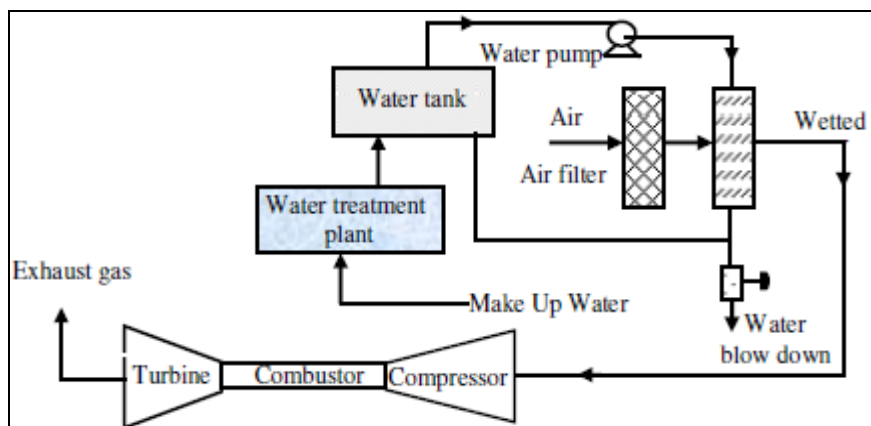 Water pump
Water tank
Air
Wetted
Air filter
Water treatment
plant
Exhaust gas
Make Up Water
Water
blow down
Turbine
Combustor
Compressor